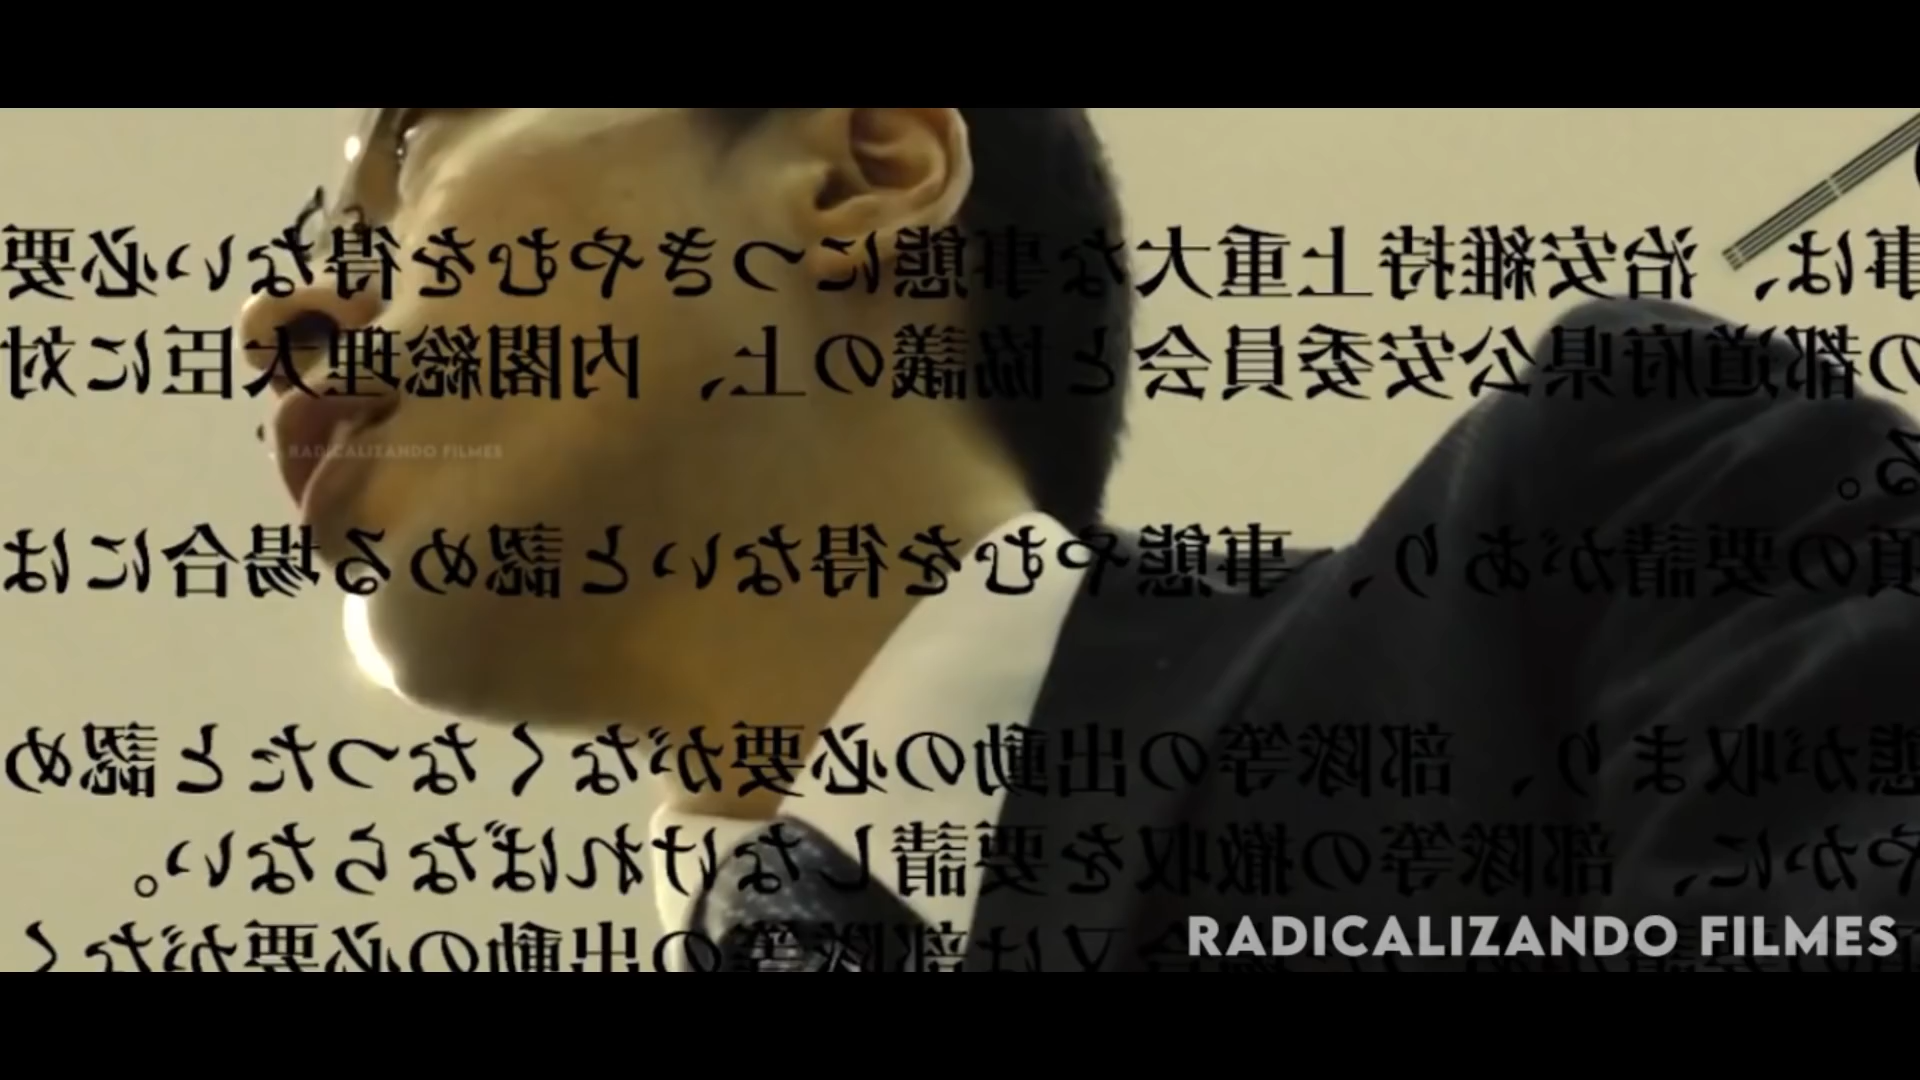 事は、治安維持上重大な事態につきやむを得ない必要
の都道府県公安委員会と協議の上、内閣総理大臣に対
る。
RADICALIZANDO FILMES
項の要請があり、事態やむを得ないと認める場合には
態が収まり、部隊等の出動の必要がなくなつたと認め
やかに、部隊等の撤収を要請しなければならない。
合又は部隊等の出動の必要がなく
RADICALIZANDO FILMES